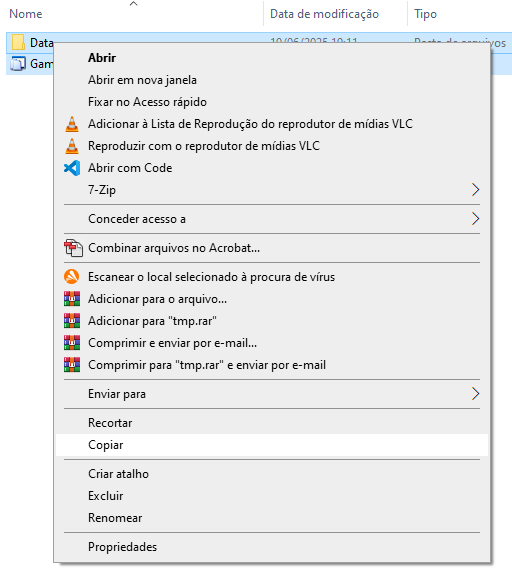 Nome Data de modificação Tipo
Data 10/06/2025 10:11 Pasta de arquivos
Gam
Abrir
Abrir em nova janela
Fixar no Acesso rápido
Adicionar à Lista de Reprodução do reprodutor de mídias VLC
Reproduzir com o reprodutor de mídias VLC
Abrir com Code
7-Zip
Conceder acesso a
Combinar arquivos no Acrobat...
Escanear o local selecionado à procura de vírus
Adicionar para o arquivo...
Adicionar para "tmp.rar"
Comprimir e enviar por e-mail...
Comprimir para "tmp.rar" e enviar por e-mail
Enviar para
Recortar
Copiar
Criar atalho
Excluir
Renomear
Propriedades